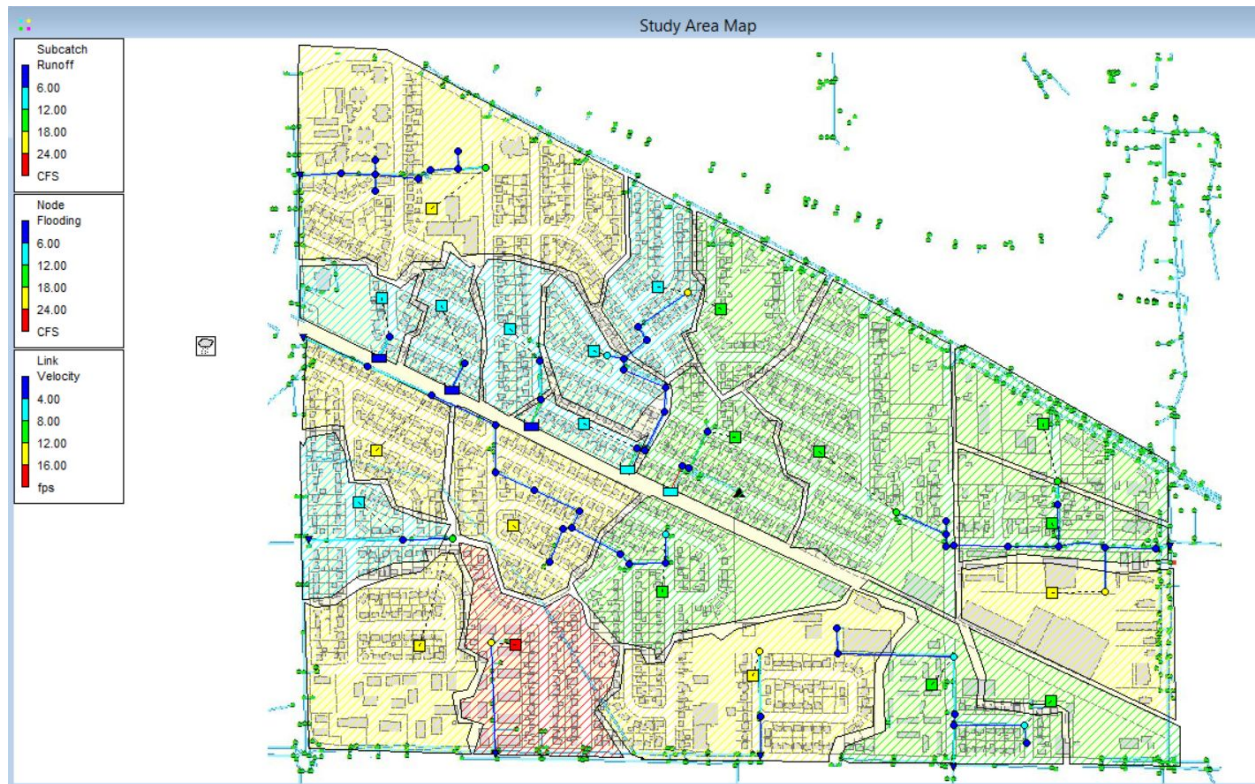 Study Area Map
Subcatch
Runoff
6.00
12.00
18.00
24.00
CFS
Node
Flooding
6.00
12.00
18.00
24.00
CFS
Link
Velocity
4.00
8.00
12.00
16.00
fps